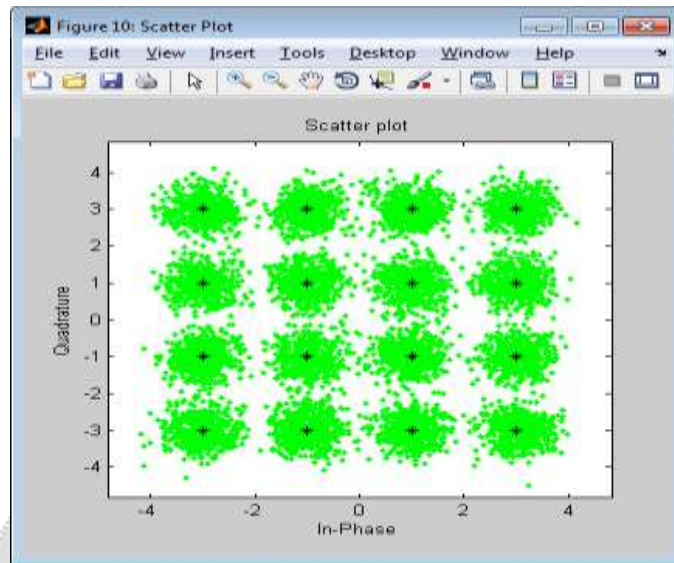 Figure 10: Scatter Plot
File Edit View Insert Tools Desktop Window Help
Scatter plot
4
3
2
1
0
-1
-2
-3
-4
Quadrature
-4 -2 0 2 4
In-Phase